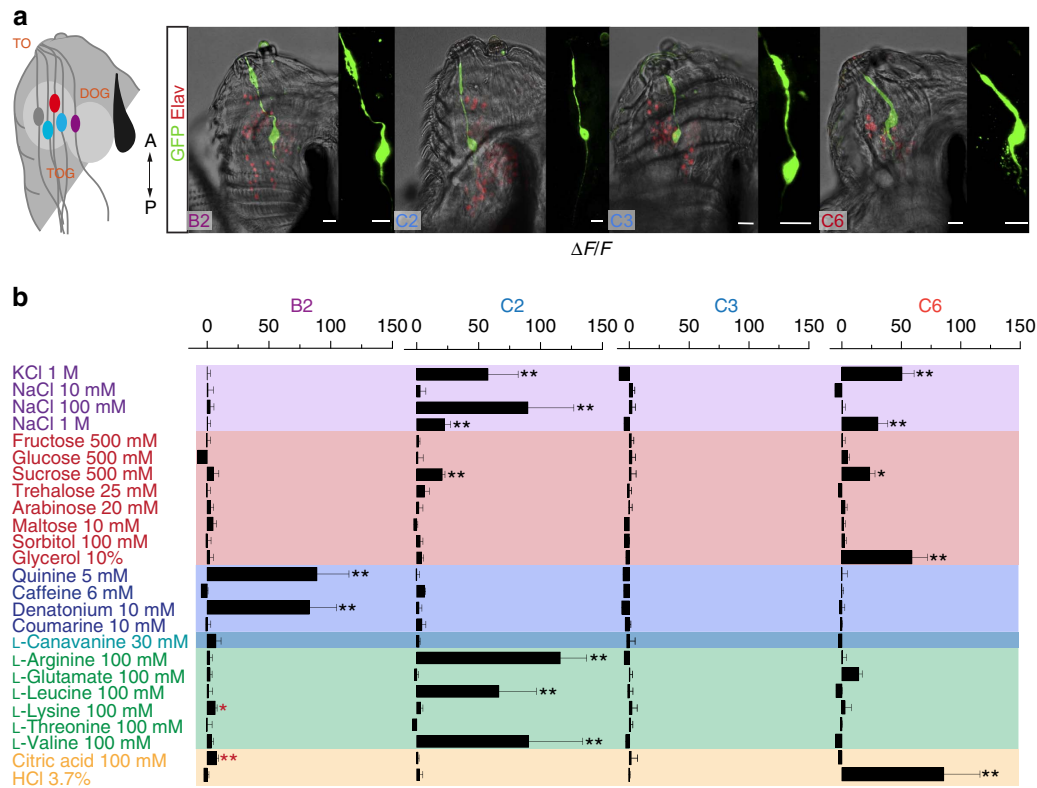 a
TO
DOG
TOG
A
P
GFP Elav
B2
C2
C3
C6
ΔF/F
b
B2 C2 C3 C6
0 50 100 150 0 50 100 150 0 50 100 150 0 50 100 150
KCl 1 M ** **
NaCl 10 mM
NaCl 100 mM **
NaCl 1 M ** **
Fructose 500 mM
Glucose 500 mM
Sucrose 500 mM ** *
Trehalose 25 mM
Arabinose 20 mM
Maltose 10 mM
Sorbitol 100 mM
Glycerol 10% **
Quinine 5 mM **
Caffeine 6 mM
Denatonium 10 mM **
Coumarine 10 mM
L-Canavanine 30 mM
L-Arginine 100 mM **
L-Glutamate 100 mM
L-Leucine 100 mM **
L-Lysine 100 mM *
L-Threonine 100 mM
L-Valine 100 mM **
Citric acid 100 mM **
HCl 3.7% **